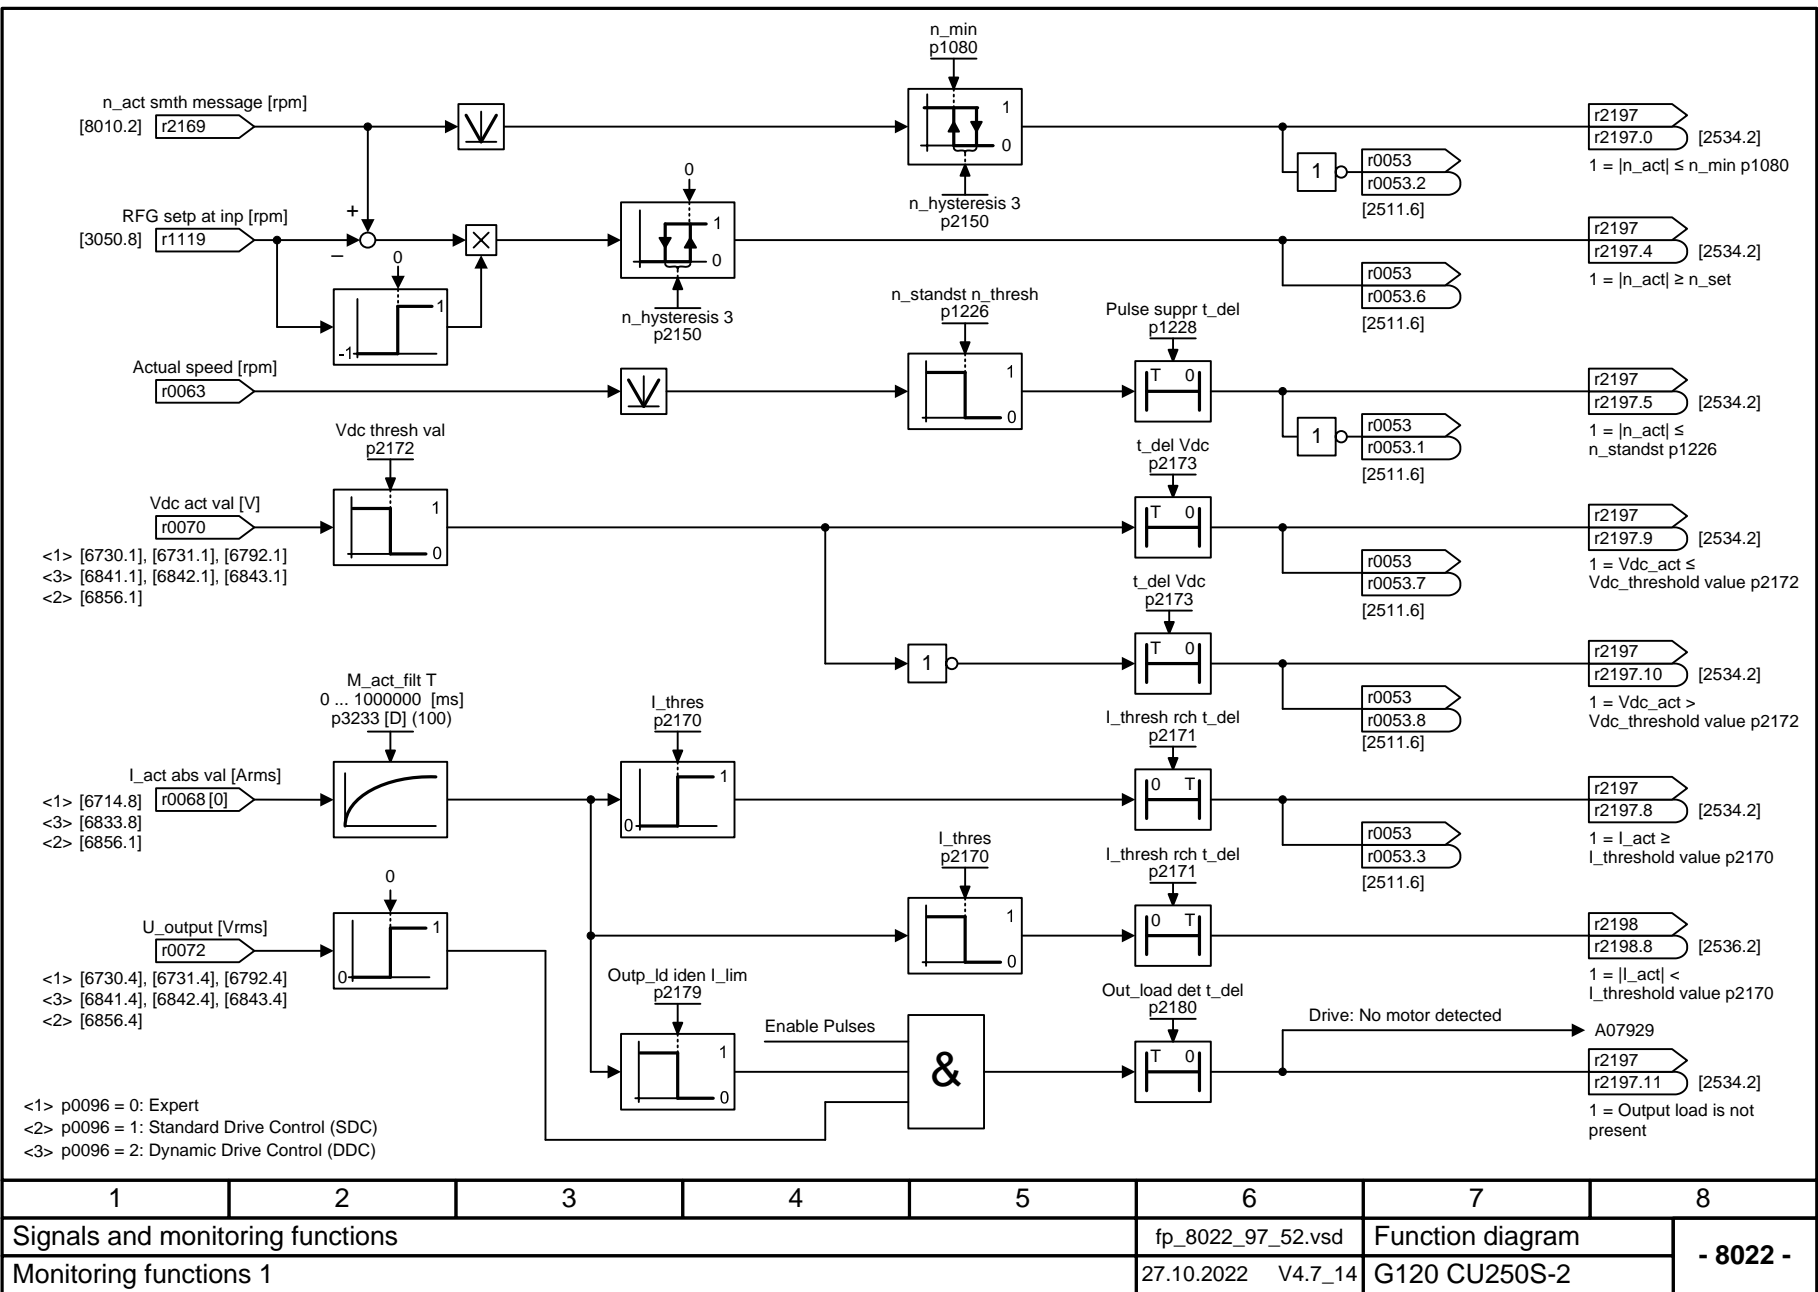 n_min
p1080
n_act smth message [rpm]
[8010.2] r2169
1
0
r2197
r2197.0 [2534.2]
1 = |n_act| ≤ n_min p1080
1
r0053
r0053.2
[2511.6]
n_hysteresis 3
p2150
0
RFG setp at inp [rpm]
[3050.8] r1119
+
–
0
1
-1
1
0
n_hysteresis 3
p2150
r2197
r2197.4 [2534.2]
1 = |n_act| ≥ n_set
r0053
r0053.6
[2511.6]
n_standst n_thresh
p1226
Pulse suppr t_del
p1228
Actual speed [rpm]
r0063
1
0
T 0
r2197
r2197.5 [2534.2]
1 = |n_act| ≤
n_standst p1226
1
r0053
r0053.1
[2511.6]
Vdc thresh val
p2172
t_del Vdc
p2173
Vdc act val [V]
r0070
<1> [6730.1], [6731.1], [6792.1]
<3> [6841.1], [6842.1], [6843.1]
<2> [6856.1]
1
0
T 0
r2197
r2197.9 [2534.2]
1 = Vdc_act ≤
Vdc_threshold value p2172
r0053
r0053.7
[2511.6]
t_del Vdc
p2173
1
T 0
r2197
r2197.10 [2534.2]
1 = Vdc_act >
Vdc_threshold value p2172
r0053
r0053.8
[2511.6]
M_act_filt T
0 ... 1000000 [ms]
p3233 [D] (100)
I_thres
p2170
I_thresh rch t_del
p2171
I_act abs val [Arms]
r0068 [0]
<1> [6714.8]
<3> [6833.8]
<2> [6856.1]
1
0
0 T
r2197
r2197.8 [2534.2]
1 = I_act ≥
I_threshold value p2170
r0053
r0053.3
[2511.6]
I_thres
p2170
I_thresh rch t_del
p2171
1
0
0 T
r2198
r2198.8 [2536.2]
1 = |I_act| <
I_threshold value p2170
0
U_output [Vrms]
r0072
<1> [6730.4], [6731.4], [6792.4]
<3> [6841.4], [6842.4], [6843.4]
<2> [6856.4]
1
0
Outp_ld iden I_lim
p2179
1
0
Enable Pulses
&
Out_load det t_del
p2180
T 0
Drive: No motor detected
A07929
r2197
r2197.11 [2534.2]
1 = Output load is not
present
<1> p0096 = 0: Expert
<2> p0096 = 1: Standard Drive Control (SDC)
<3> p0096 = 2: Dynamic Drive Control (DDC)
1 2 3 4 5 6 7 8
Signals and monitoring functions fp_8022_97_52.vsd Function diagram
- 8022 -
Monitoring functions 1 27.10.2022 V4.7_14 G120 CU250S-2